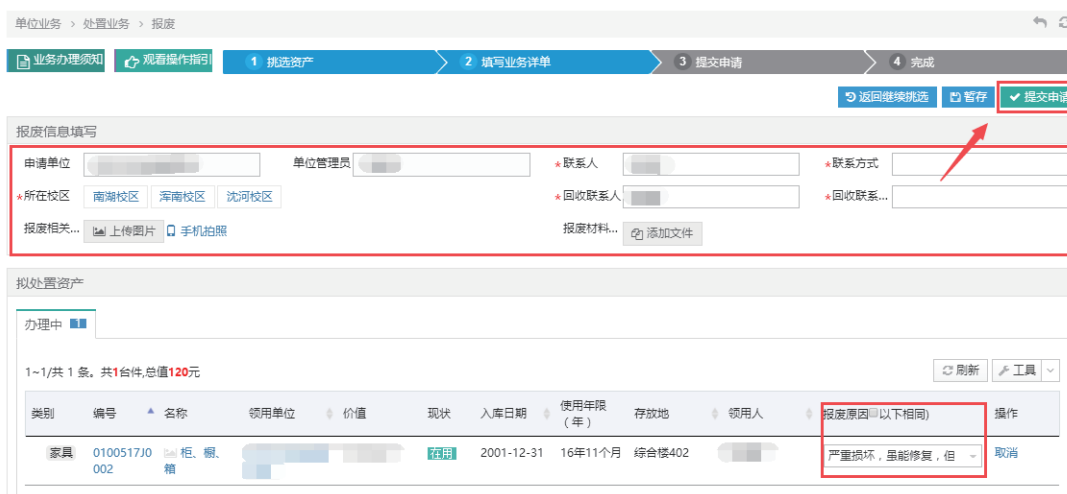 单位业务 > 处置业务 > 报废
业务办理须知 观看操作指引 1 挑选资产 2 填写业务详单 3 提交申请 4 完成
返回继续挑选 暂存 提交申请
报废信息填写
申请单位 单位管理员 *联系人 *联系方式
*所在校区 南湖校区 浑南校区 沈河校区 *回收联系人 *回收联系...
报废相关... 上传图片 手机拍照 报废材料... 添加文件
拟处置资产
办理中 1
1~1/共 1 条。共1台件,总值120元 刷新 工具
类别 编号 名称 领用单位 价值 现状 入库日期 使用年限（年） 存放地 领用人 报废原因 以下相同) 操作
家具 0100517J0 柜、橱、 在用 2001-12-31 16年11个月 综合楼402 严重损坏，虽能修复，但 取消
002 箱